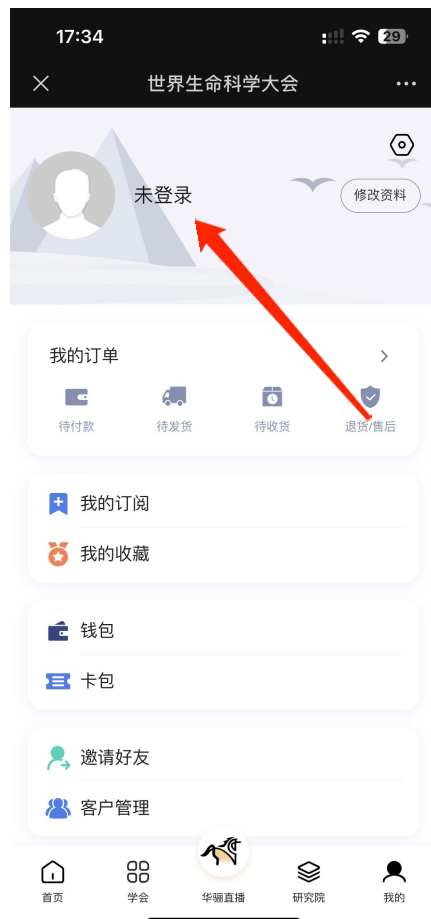 17:34
29
世界生命科学大会
未登录
修改资料
我的订单
待付款 待发货 待收货 退货/售后
我的订阅
我的收藏
钱包
卡包
邀请好友
客户管理
首页 学会 华骊直播 研究院 我的